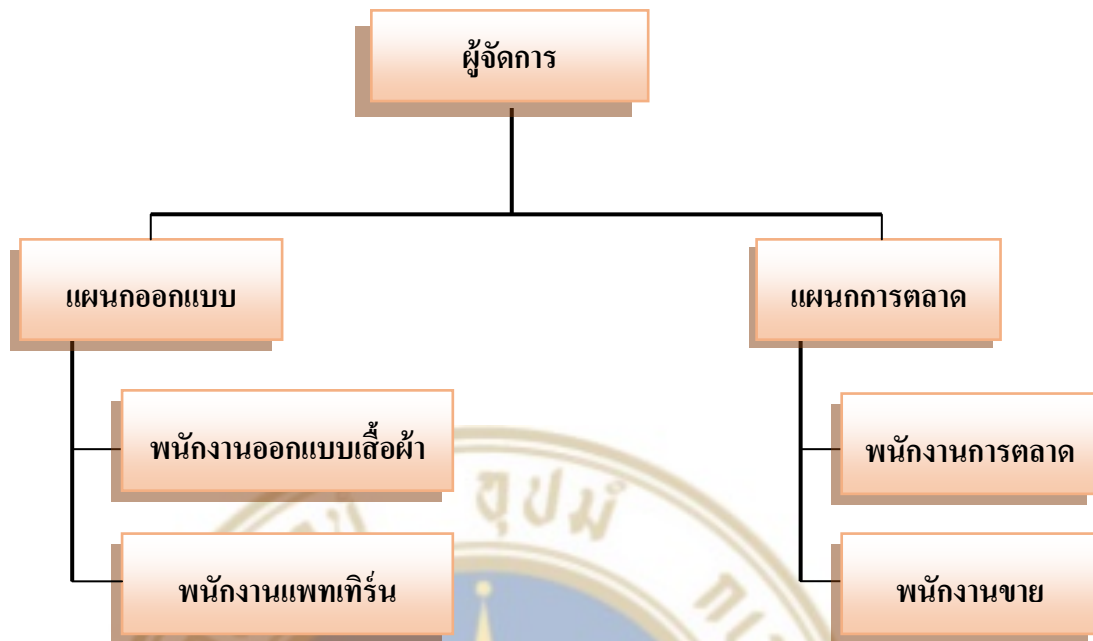 ผู้จัดการ
แผนกออกแบบ
แผนกการตลาด
พนักงานออกแบบเสื้อผ้า
พนักงานการตลาด
พนักงานแพทเทิร์น
พนักงานขาย
อุปมํ